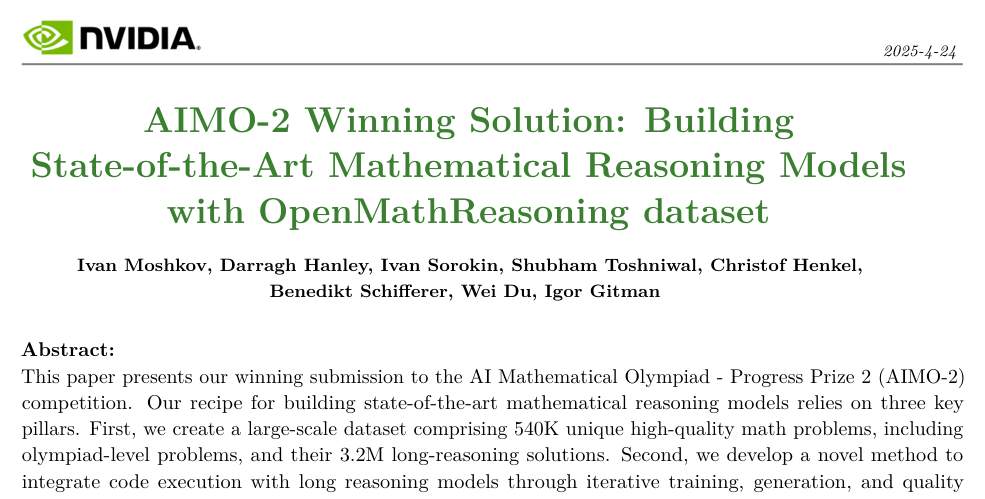 NVIDIA.
2025-4-24
AIMO-2 Winning Solution: Building
State-of-the-Art Mathematical Reasoning Models
with OpenMathReasoning dataset
Ivan Moshkov, Darragh Hanley, Ivan Sorokin, Shubham Toshniwal, Christof Henkel,
Benedikt Schifferer, Wei Du, Igor Gitman
Abstract:
This paper presents our winning submission to the AI Mathematical Olympiad - Progress Prize 2 (AIMO-2)
competition. Our recipe for building state-of-the-art mathematical reasoning models relies on three key
pillars. First, we create a large-scale dataset comprising 540K unique high-quality math problems, including
olympiad-level problems, and their 3.2M long-reasoning solutions. Second, we develop a novel method to
integrate code execution with long reasoning models through iterative training, generation, and quality